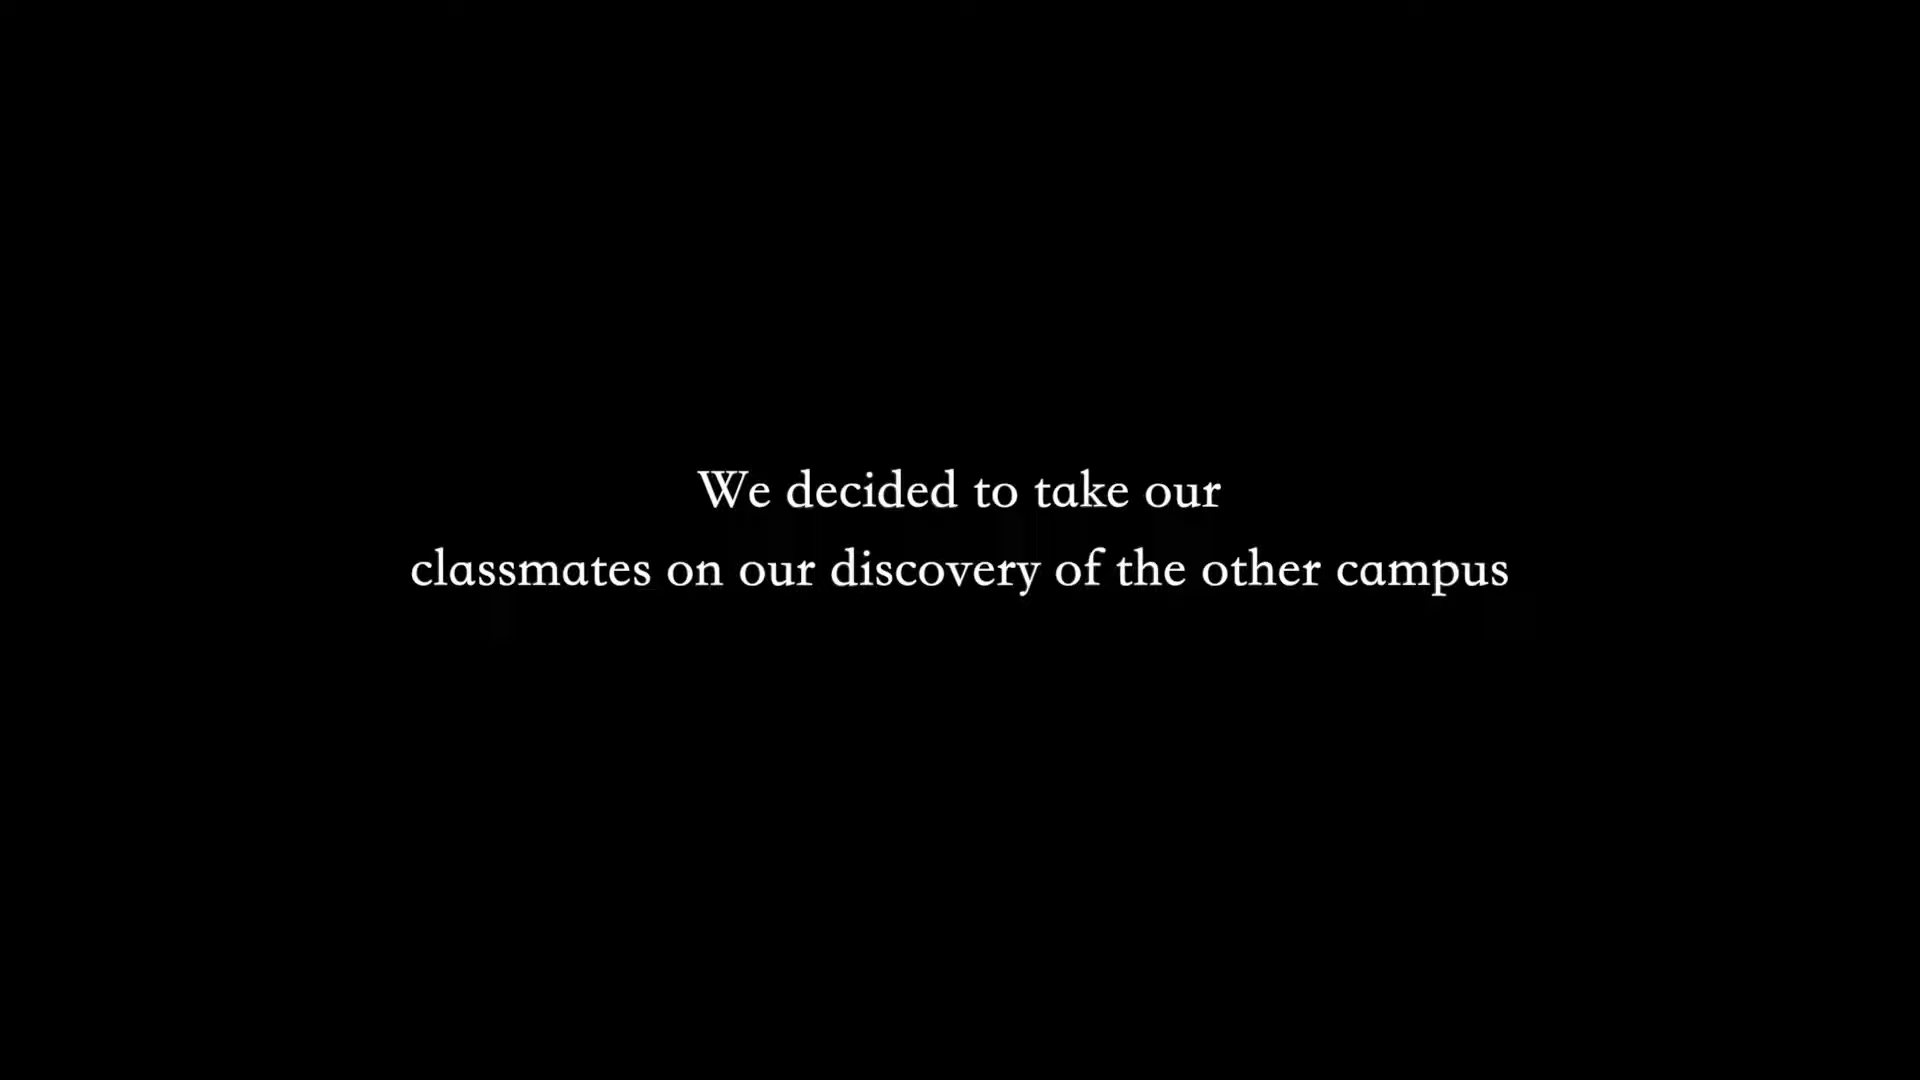 We decided to take our
classmates on our discovery of the other campus